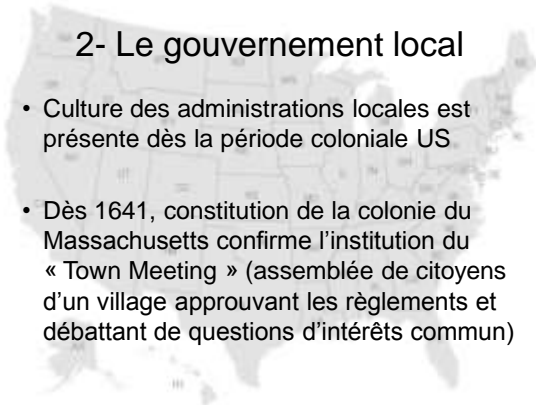 2- Le gouvernement local
• Culture des administrations locales est
présente dès la période coloniale US
• Dès 1641, constitution de la colonie du
Massachusetts confirme l’institution du
« Town Meeting » (assemblée de citoyens
d’un village approuvant les règlements et
débattant de questions d’intérêts commun)